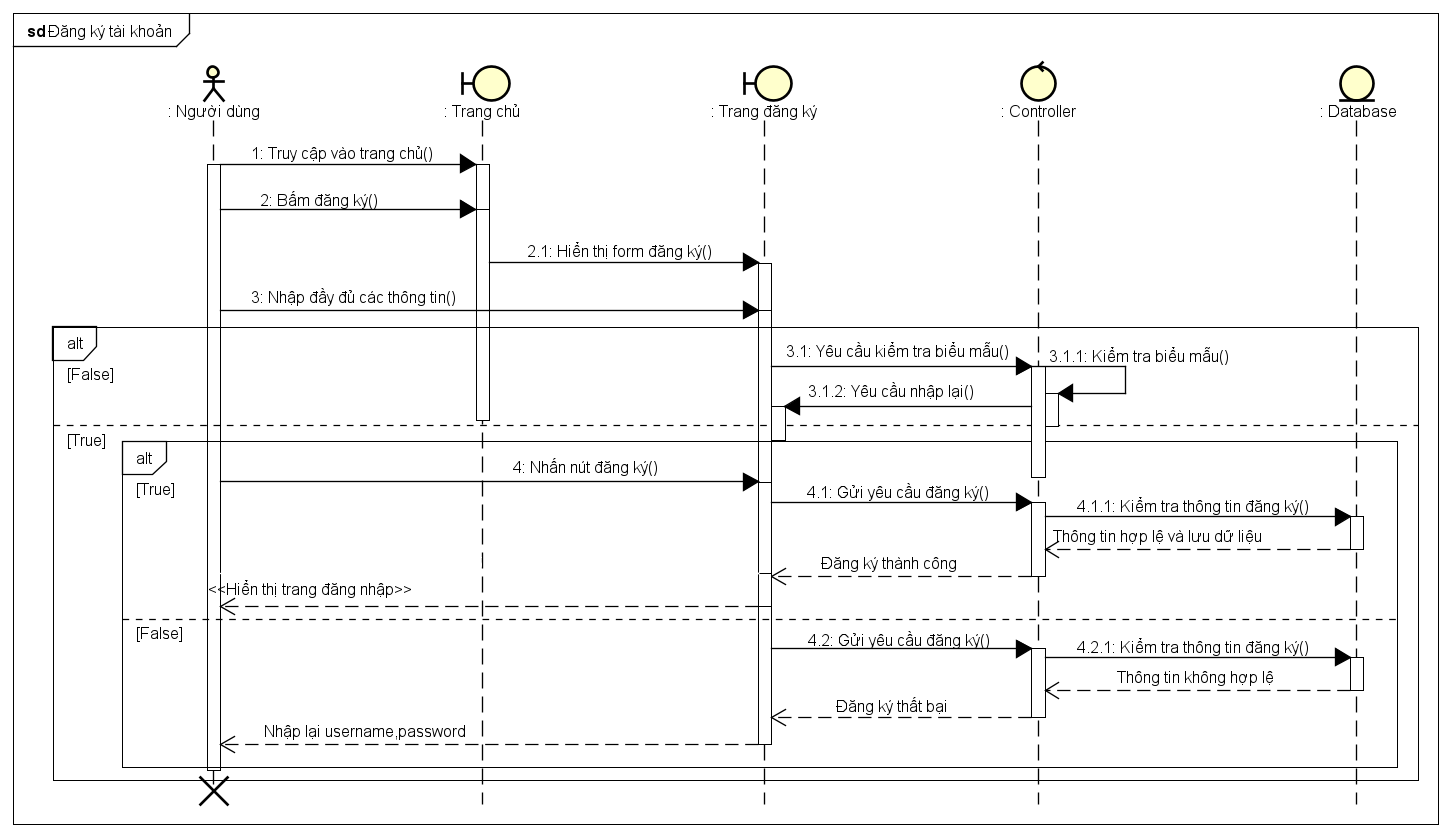 sd Đăng ký tài khoản
: Người dùng
: Trang chủ
: Trang đăng ký
: Controller
: Database
1: Truy cập vào trang chủ()
2: Bấm đăng ký()
2.1: Hiển thị form đăng ký()
3: Nhập đầy đủ các thông tin()
alt
[False]
3.1: Yêu cầu kiểm tra biểu mẫu()
3.1.1: Kiểm tra biểu mẫu()
3.1.2: Yêu cầu nhập lại()
[True]
alt
[True]
4: Nhấn nút đăng ký()
4.1: Gửi yêu cầu đăng ký()
4.1.1: Kiểm tra thông tin đăng ký()
Thông tin hợp lệ và lưu dữ liệu
Đăng ký thành công
<<Hiển thị trang đăng nhập>>
[False]
4.2: Gửi yêu cầu đăng ký()
4.2.1: Kiểm tra thông tin đăng ký()
Thông tin không hợp lệ
Đăng ký thất bại
Nhập lại username,password